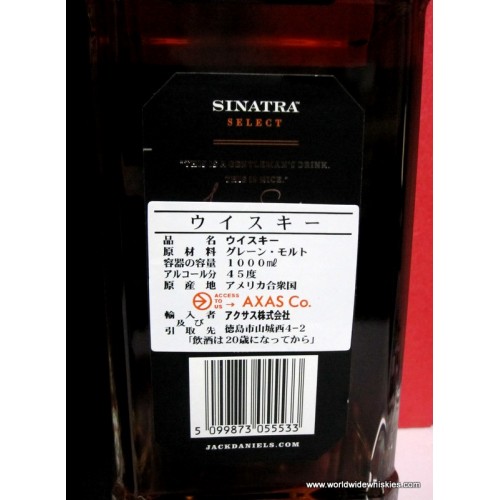 SINATRA™
SELECT
"THIS IS A GENTLEMAN'S DRINK.
THIS IS NICE."
ウイスキー
品名 ウイスキー
原材料 グレーン・モルト
容器の容量 1000㎖
アルコール分 45度
原産地 アメリカ合衆国
ACCESS TO US → AXAS Co.
輸入者 アクサス株式会社
及び
引取先 徳島市山城西4-2
「飲酒は20歳になってから」
5 099873 055533
JACKDANIELS.COM
www.worldwidewhiskies.com